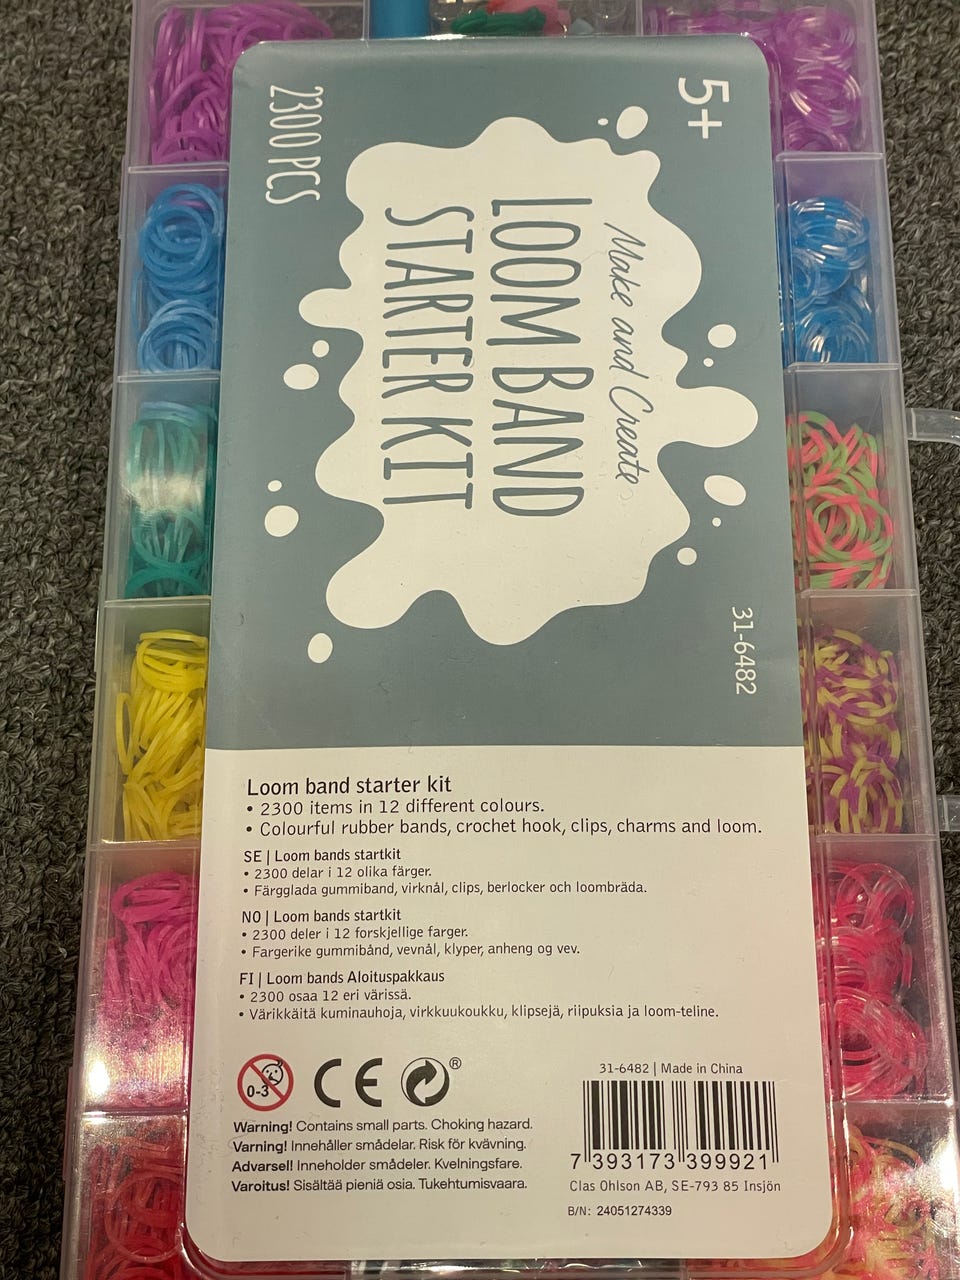 5+
2300 PCS
Make and Create
LOOM BAND
STARTER KIT
31-6482
Loom band starter kit
• 2300 items in 12 different colours.
• Colourful rubber bands, crochet hook, clips, charms and loom.
SE | Loom bands startkit
• 2300 delar i 12 olika färger.
• Färgglada gummiband, virknål, clips, berlocker och loombräda.
NO | Loom bands startkit
• 2300 deler i 12 forskjellige farger.
• Fargerike gummibånd, vevnål, klyper, anheng og vev.
FI | Loom bands Aloituspakkaus
• 2300 osaa 12 eri värissä.
• Värikkäitä kuminauhoja, virkkuukoukku, klipsejä, riipuksia ja loom-teline.
0-3
CE
®
Warning! Contains small parts. Choking hazard.
Varning! Innehåller smådelar. Risk för kvävning.
Advarsel! Inneholder smådeler. Kvelningsfare.
Varoitus! Sisältää pieniä osia. Tukehtumisvaara.
31-6482 | Made in China
7 393173 399921
Clas Ohlson AB, SE-793 85 Insjön
B/N: 24051274339